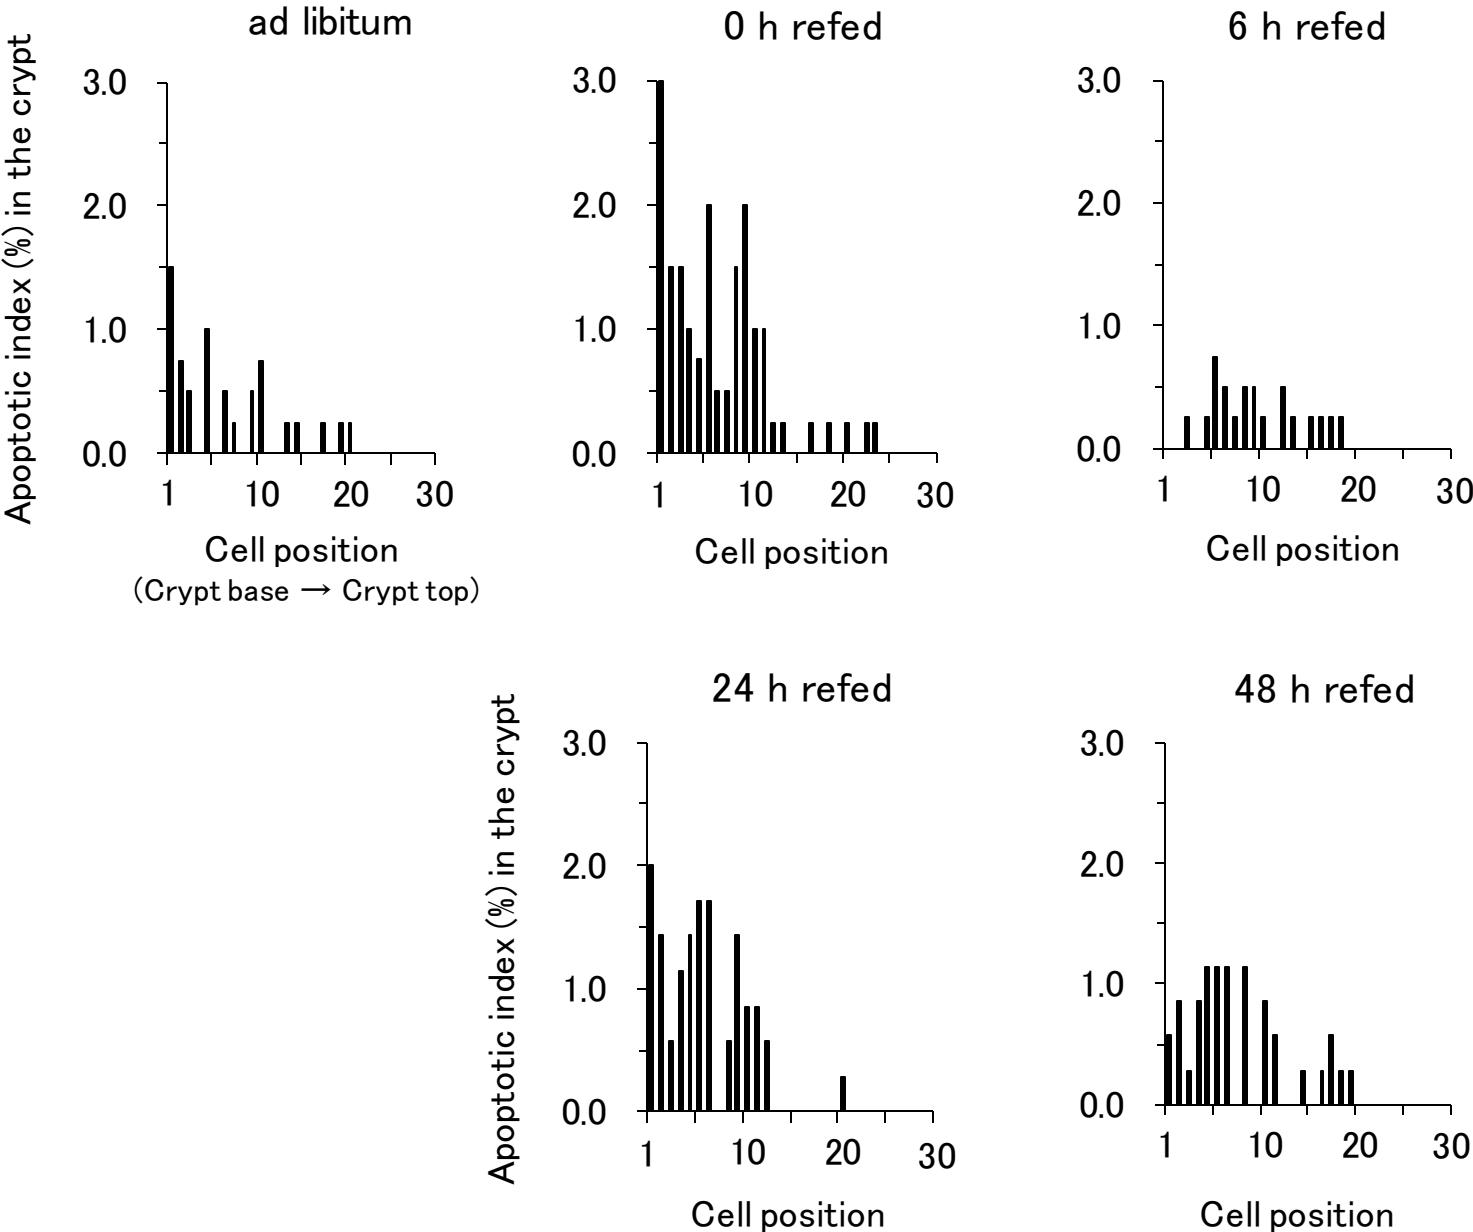 ad libitum
0 h refed
6 h refed
Apoptotic index (%) in the crypt
3.0
2.0
1.0
0.0
1 10 20 30
Cell position
(Crypt base → Crypt top)
3.0
2.0
1.0
0.0
1 10 20 30
Cell position
3.0
2.0
1.0
0.0
1 10 20 30
Cell position
24 h refed
48 h refed
Apoptotic index (%) in the crypt
3.0
2.0
1.0
0.0
1 10 20 30
Cell position
3.0
2.0
1.0
0.0
1 10 20 30
Cell position